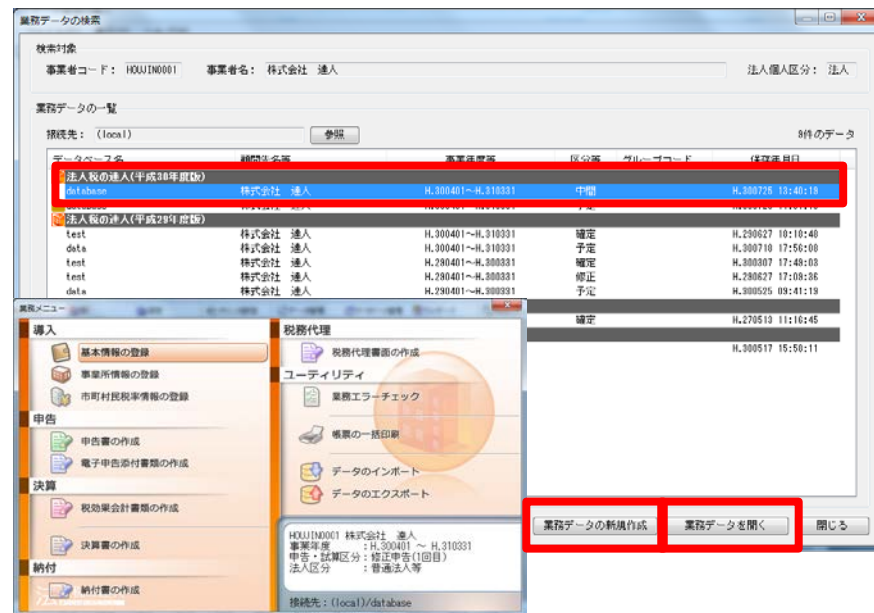 業務データの検索
検索対象
事業者コード： HOUJIN0001 事業者名： 株式会社 達人 法人個人区分： 法人
業務データの一覧
接続先： (local) 参照 8件のデータ
データベース名 顧問先名等 事業年度等 区分等 グループコード 保存年月日
法人税の達人(平成30年度版)
database 株式会社 達人 H.300401～H.310331 中間 H.300725 13:40:19
法人税の達人(平成29年度版)
test 株式会社 達人 H.300401～H.310331 確定 H.290627 10:10:40
data 株式会社 達人 H.300401～H.310331 予定 H.300710 17:56:00
test 株式会社 達人 H.290401～H.300331 確定 H.300307 17:49:03
test 株式会社 達人 H.290401～H.300331 修正 H.290627 17:09:36
data 株式会社 達人 H.290401～H.300331 予定 H.300525 09:41:19
確定 H.270513 11:16:45
H.300517 15:50:11
業務データの新規作成 業務データを開く 閉じる
業務メニュー
導入
基本情報の登録
事業所情報の登録
市町村民税率情報の登録
申告
申告書の作成
電子申告添付書類の作成
決算
税効果会計書類の作成
決算書の作成
納付
納付書の作成
税務代理
税務代理書面の作成
ユーティリティ
業務エラーチェック
帳票の一括印刷
データのインポート
データのエクスポート
HOUJIN0001 株式会社 達人
事業年度 ：H.300401 ～ H.310331
申告・試算区分：修正申告(1回目)
法人区分 ：普通法人等
接続先：(local)/database